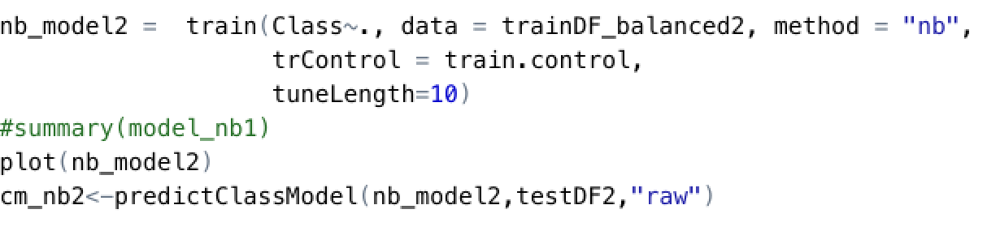 nb_model2 =  train(Class~., data = trainDF_balanced2, method = "nb",
                   trControl = train.control,
                   tuneLength=10)
#summary(model_nb1)
plot(nb_model2)
cm_nb2<-predictClassModel(nb_model2,testDF2,"raw")